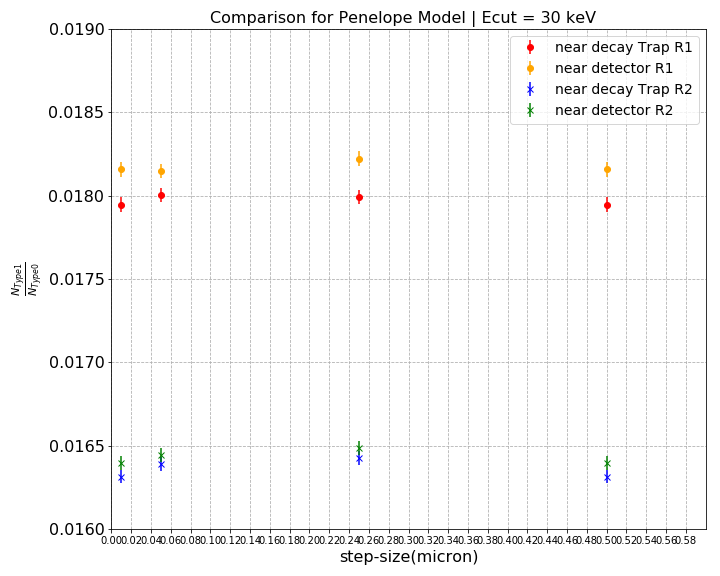 Comparison for Penelope Model | Ecut = 30 keV
0.0190
near decay Trap R1
near detector R1
near decay Trap R2
near detector R2
0.0185
0.0180
0.0175
N_Type1 / N_Type0
0.0170
0.0165
0.0160
0.00 0.02 0.04 0.06 0.08 0.10 0.12 0.14 0.16 0.18 0.20 0.22 0.24 0.26 0.28 0.30 0.32 0.34 0.36 0.38 0.40 0.42 0.44 0.46 0.48 0.50 0.52 0.54 0.56 0.58
step-size(micron)